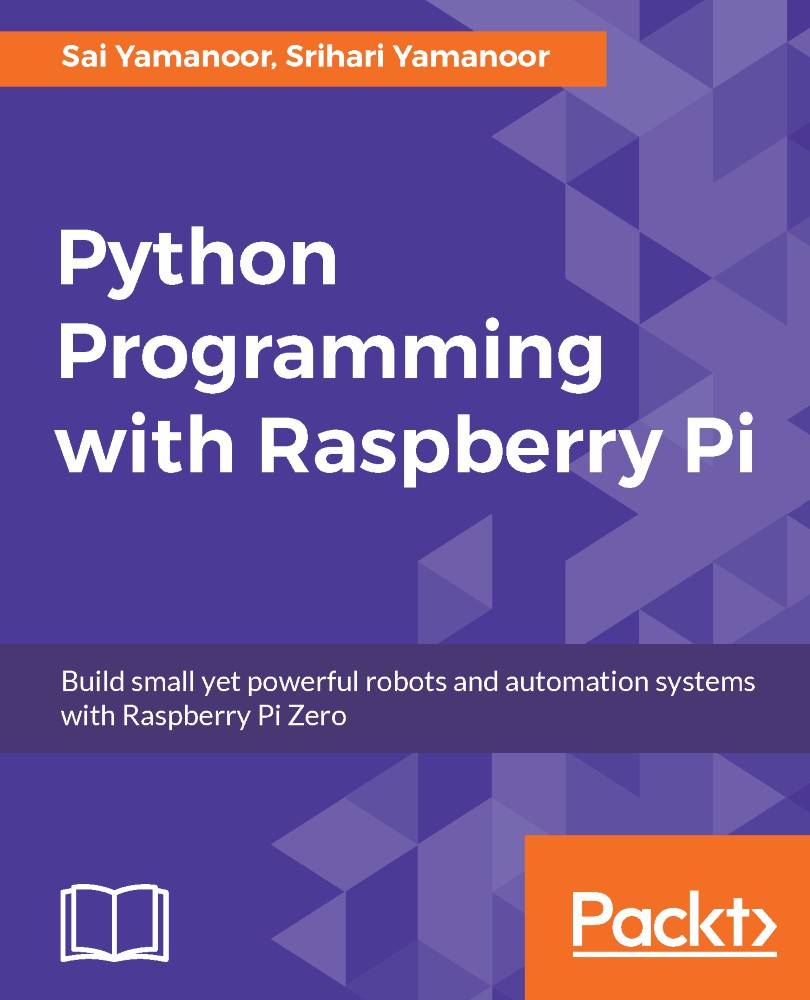 Sai Yamanoor, Srihari Yamanoor
Python
Programming
with Raspberry Pi
Build small yet powerful robots and automation systems
with Raspberry Pi Zero
Packt>